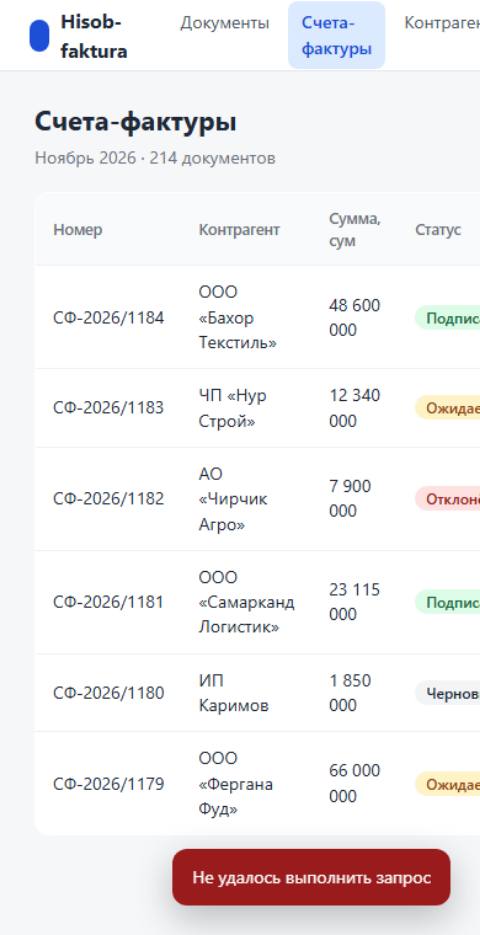 Hisob-
faktura
Документы
Счета-
фактуры
Счета-фактуры
Ноябрь 2026 · 214 документов
Номер
Контрагент
Сумма,
сум
Статус
СФ-2026/1184
ООО
«Бахор
Текстиль»
48 600
000
СФ-2026/1183
ЧП «Нур
Строй»
12 340
000
СФ-2026/1182
АО
«Чирчик
Агро»
7 900
000
СФ-2026/1181
ООО
«Самарканд
Логистик»
23 115
000
СФ-2026/1180
ИП
Каримов
1 850
000
СФ-2026/1179
ООО
«Фергана
Фуд»
66 000
000
Не удалось выполнить запрос